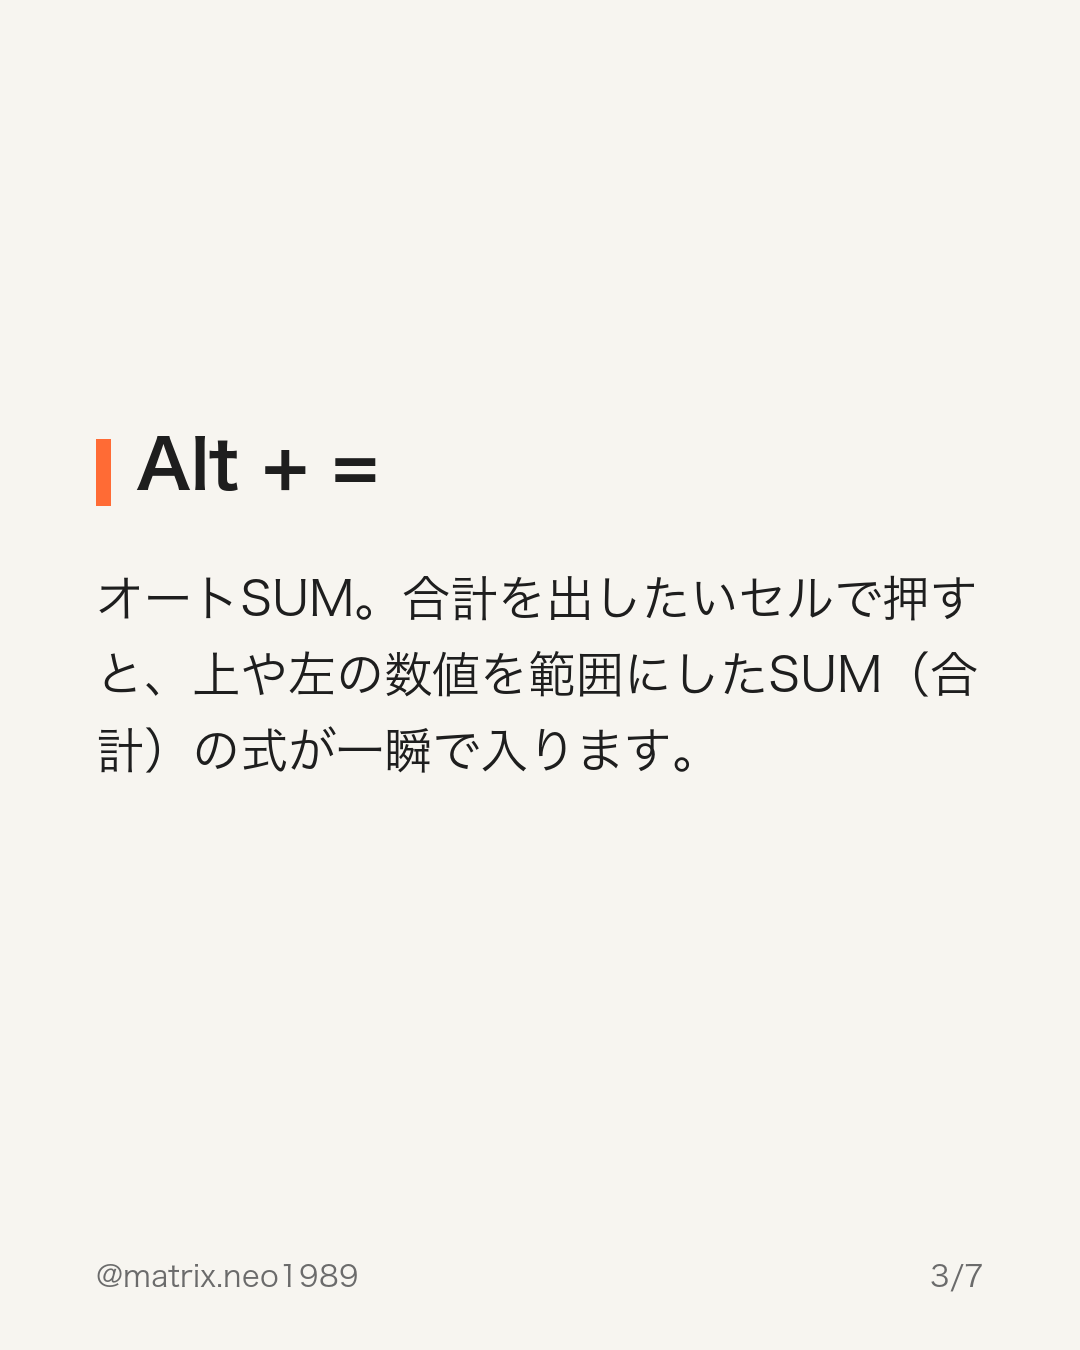 Alt + =
オートSUM。合計を出したいセルで押す
と、上や左の数値を範囲にしたSUM（合
計）の式が一瞬で入ります。
@matrix.neo1989
3/7